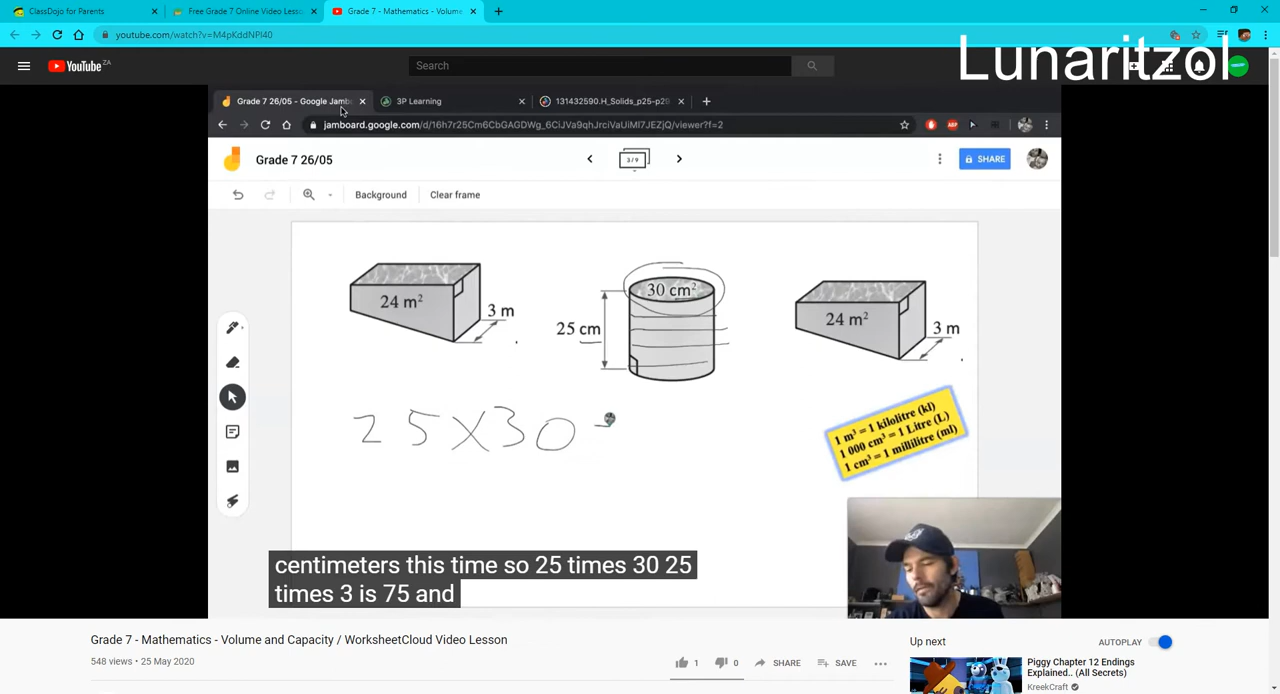 ClassDojo for Parents
Free Grade 7 Online Video Lesso
Grade 7 - Mathematics - Volume
youtube.com/watch?v=M4pKddNPI40
Lunaritzol
YouTube ZA
Search
Grade 7 26/05 - Google Jamb
3P Learning
131432590.H_Solids_p25-p29
jamboard.google.com/d/16h7r25Cm6CbGAGDWg_6CiJVa9qhJrciVaUiMl7JEZjQ/viewer?f=2
Grade 7 26/05
3/9
SHARE
Background
Clear frame
24 m²
3 m
30 cm²
25 cm
24 m²
3 m
25X30
1 m³ = 1 kilolitre (kl)
1 000 cm³ = 1 Litre (L)
1 cm³ = 1 millilitre (ml)
centimeters this time so 25 times 30 25
times 3 is 75 and
Grade 7 - Mathematics - Volume and Capacity / WorksheetCloud Video Lesson
548 views • 25 May 2020
1
0
SHARE
SAVE
Up next
AUTOPLAY
Piggy Chapter 12 Endings
Explained.. (All Secrets)
KreekCraft